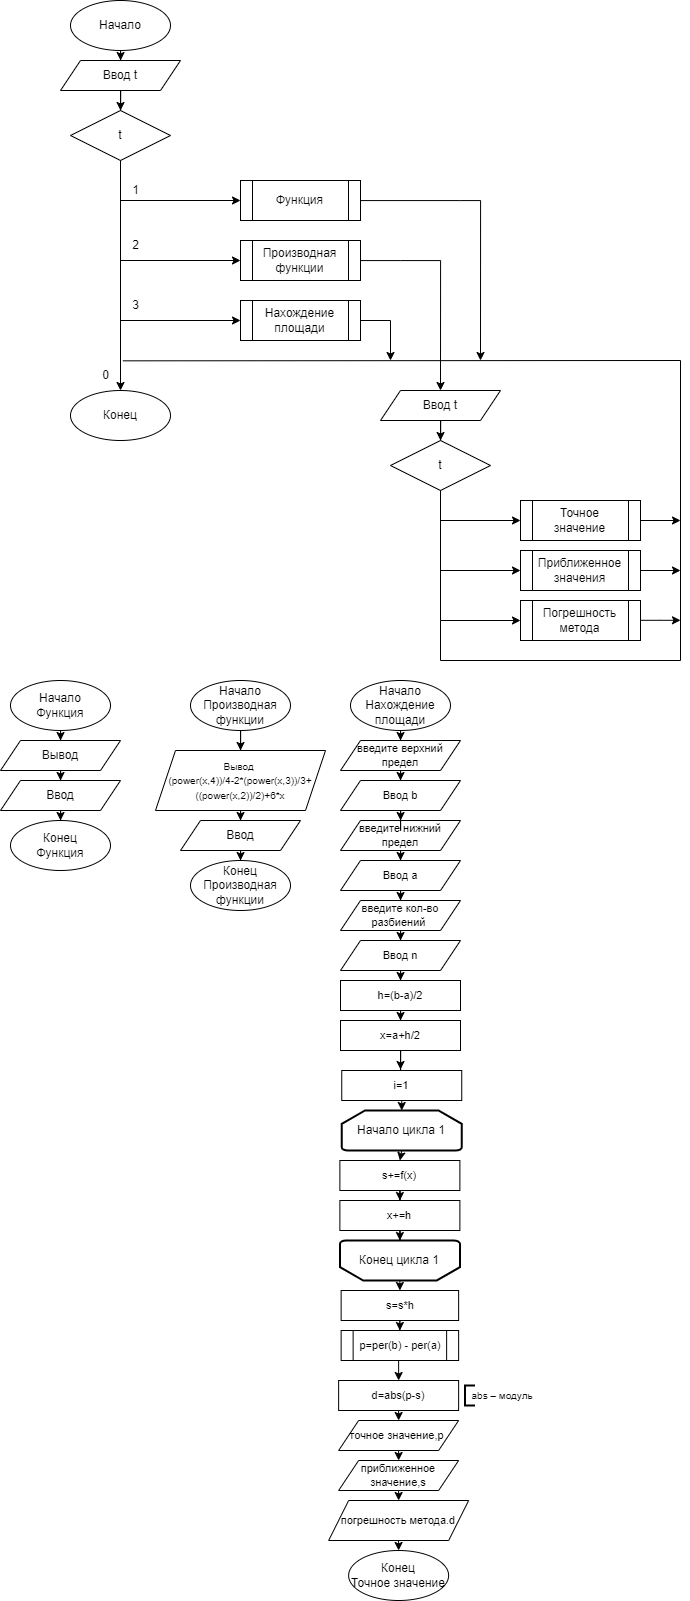 Начало
Ввод t
t
1
Функция
2
Производная
функции
3
Нахождение
площади
0
Конец
Ввод t
t
Точное
значение
Приближенное
значения
Погрешность
метода
Начало
Функция
Вывод
Ввод
Конец
Функция
Начало
Производная
функции
Вывод
(power(x,4))/4-2*(power(x,3))/3+
((power(x,2))/2)+6*x
Ввод
Конец
Производная
функции
Начало
Нахождение
площади
введите верхний
предел
Ввод b
введите нижний
предел
Ввод a
введите кол-во
разбиений
Ввод n
h=(b-a)/2
x=a+h/2
i=1
Начало цикла 1
s+=f(x)
x+=h
Конец цикла 1
s=s*h
p=per(b) - per(a)
d=abs(p-s)
abs – модуль
точное значение,p
приближенное
значение,s
погрешность метода.d
Конец
Точное значение